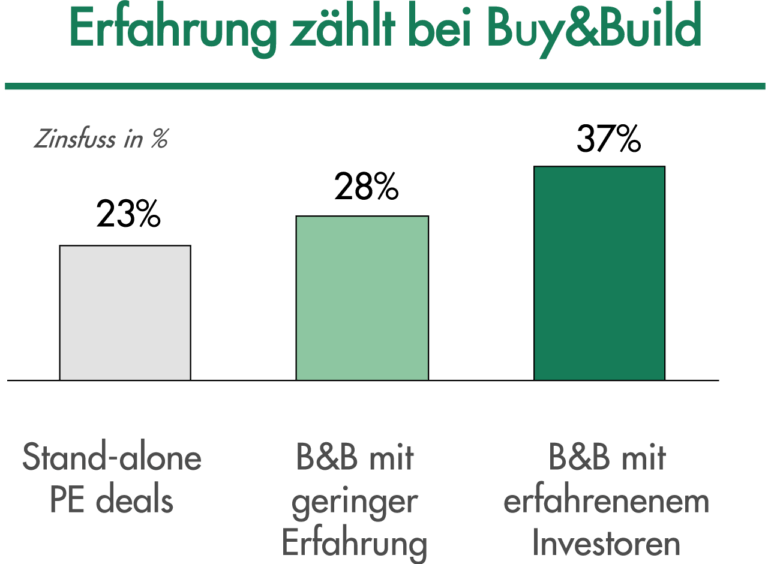 Erfahrung zählt bei Buy&Build
Zinsfuss in %
23%
28%
37%
Stand-alone
PE deals
B&B mit
geringer
Erfahrung
B&B mit
erfahrenenem
Investoren